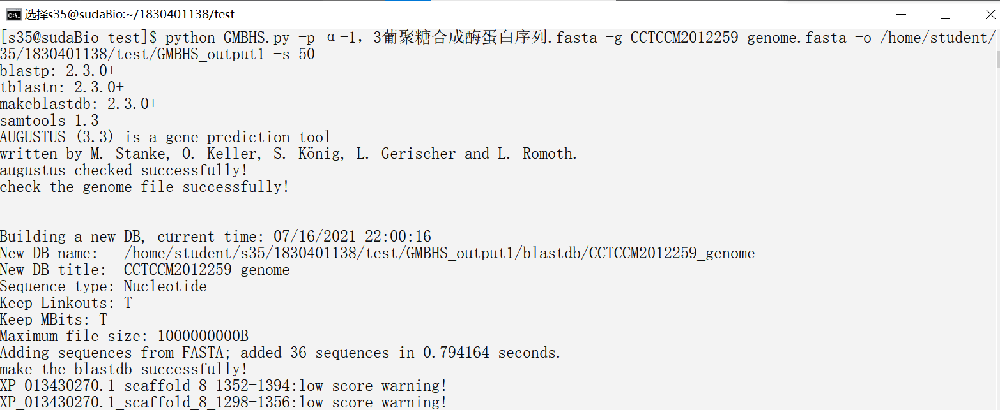 选择s35@sudaBio:~/1830401138/test
[s35@sudaBio test]$ python GMBHS.py -p α-1，3葡聚糖合成酶蛋白序列.fasta -g CCTCCM2012259_genome.fasta -o /home/student/
35/1830401138/test/GMBHS_output1 -s 50
blastp: 2.3.0+
tblastn: 2.3.0+
makeblastdb: 2.3.0+
samtools 1.3
AUGUSTUS (3.3) is a gene prediction tool
written by M. Stanke, O. Keller, S. König, L. Gerischer and L. Romoth.
augustus checked successfully!
check the genome file successfully!
Building a new DB, current time: 07/16/2021 22:00:16
New DB name:   /home/student/s35/1830401138/test/GMBHS_output1/blastdb/CCTCCM2012259_genome
New DB title:  CCTCCM2012259_genome
Sequence type: Nucleotide
Keep Linkouts: T
Keep MBits: T
Maximum file size: 1000000000B
Adding sequences from FASTA; added 36 sequences in 0.794164 seconds.
make the blastdb successfully!
XP_013430270.1_scaffold_8_1352-1394:low score warning!
XP_013430270.1_scaffold_8_1298-1356:low score warning!